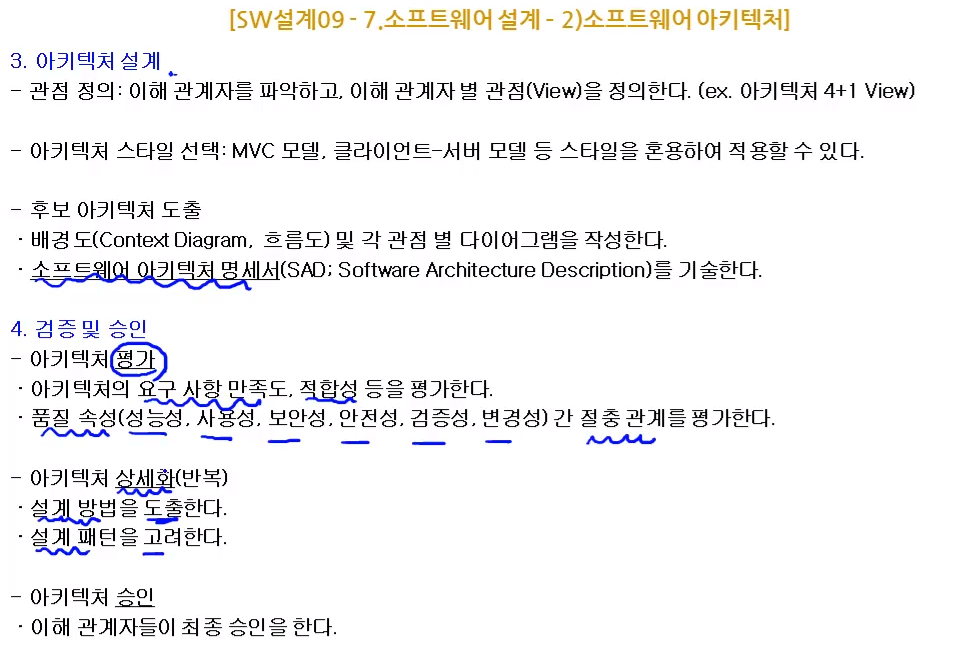 [SW설계09 - 7.소프트웨어 설계 - 2)소프트웨어 아키텍처]
3. 아키텍처 설계
- 관점 정의: 이해 관계자를 파악하고, 이해 관계자 별 관점(View)을 정의한다. (ex. 아키텍처 4+1 View)
- 아키텍처 스타일 선택: MVC 모델, 클라이언트-서버 모델 등 스타일을 혼용하여 적용할 수 있다.
- 후보 아키텍처 도출
· 배경도(Context Diagram, 흐름도) 및 각 관점 별 다이어그램을 작성한다.
· 소프트웨어 아키텍처 명세서(SAD; Software Architecture Description)를 기술한다.
4. 검증 및 승인
- 아키텍처 평가
· 아키텍처의 요구 사항 만족도, 적합성 등을 평가한다.
· 품질 속성(성능성, 사용성, 보안성, 안전성, 검증성, 변경성) 간 절충 관계를 평가한다.
- 아키텍처 상세화(반복)
· 설계 방법을 도출한다.
· 설계 패턴을 고려한다.
- 아키텍처 승인
· 이해 관계자들이 최종 승인을 한다.